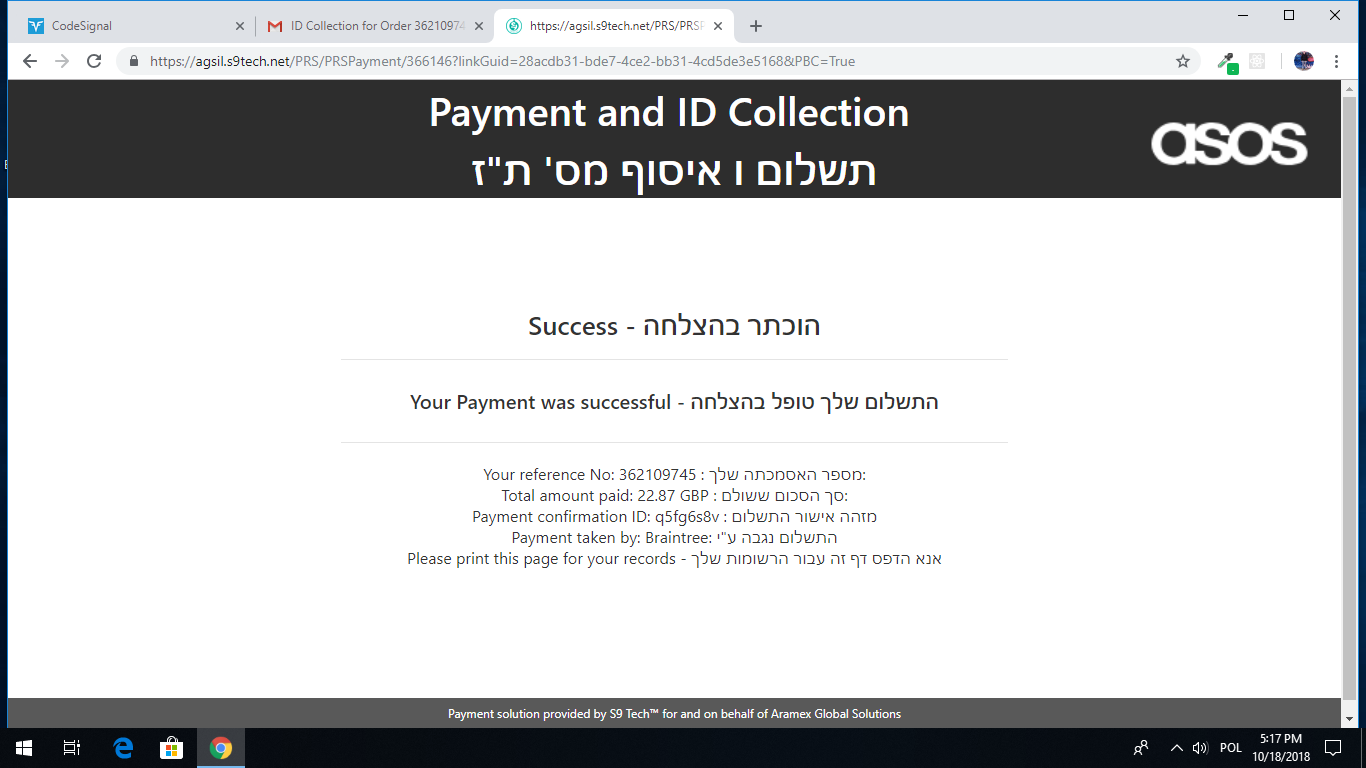 CodeSignal
ID Collection for Order 36210974
https://agsil.s9tech.net/PRS/PRSP
https://agsil.s9tech.net/PRS/PRSPayment/366146?linkGuid=28acdb31-bde7-4ce2-bb31-4cd5de3e5168&PBC=True
Payment and ID Collection
asos
תשלום ו איסוף מס' ת"ז
Success - הוכתר בהצלחה
Your Payment was successful - התשלום שלך טופל בהצלחה
Your reference No: 362109745 : מספר האסמכתה שלך:
Total amount paid: 22.87 GBP : סך הסכום ששולם:
Payment confirmation ID: q5fg6s8v : מזהה אישור התשלום
Payment taken by: Braintree: התשלום נגבה ע"י
Please print this page for your records - אנא הדפס דף זה עבור הרשומות שלך
Payment solution provided by S9 Tech™ for and on behalf of Aramex Global Solutions
POL
5:17 PM
10/18/2018